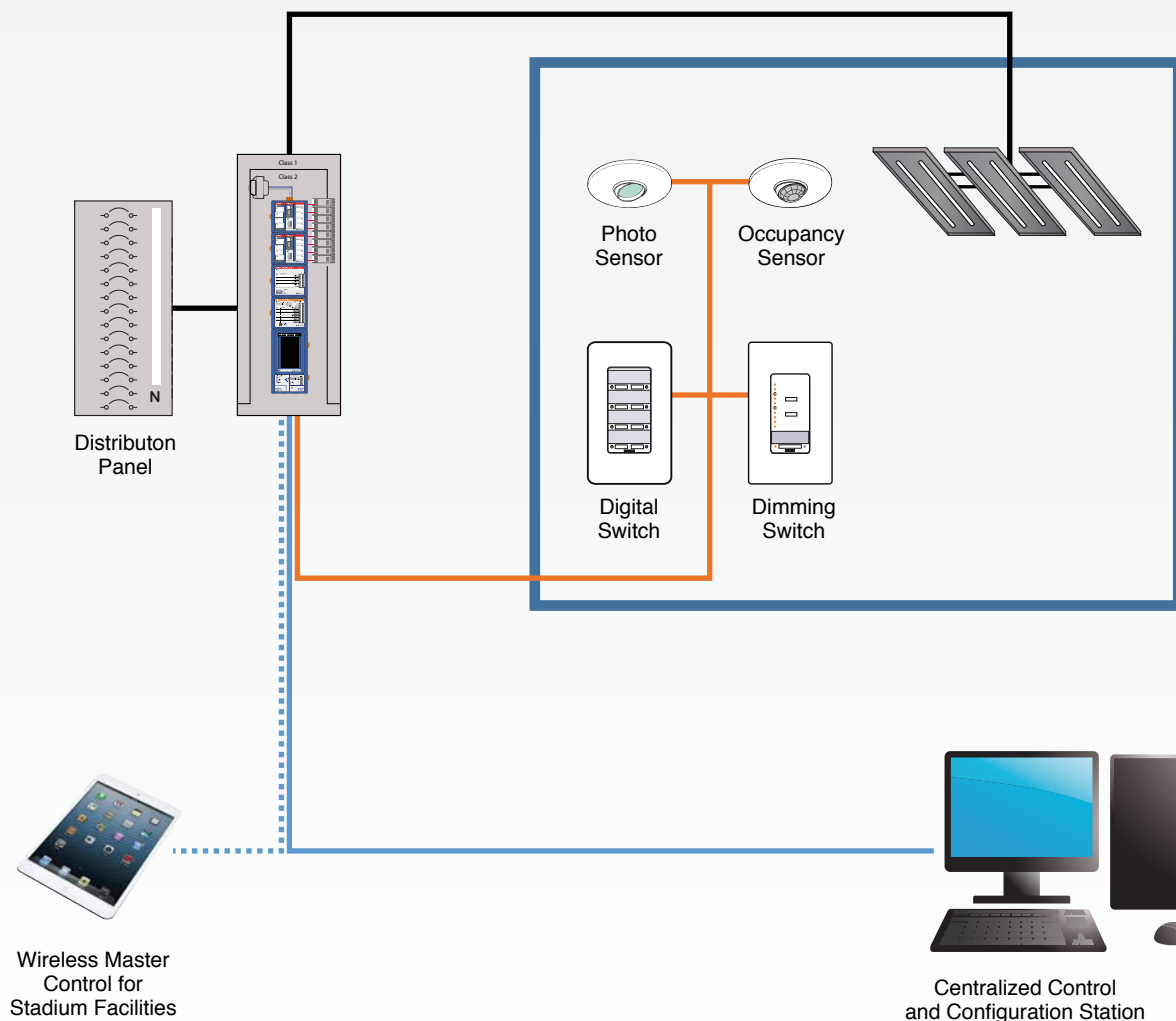 Class 1
Class 2
Photo
Sensor
Occupancy
Sensor
N
Distributon
Panel
Digital
Switch
Dimming
Switch
Wireless Master
Control for
Stadium Facilities
Centralized Control
and Configuration Station